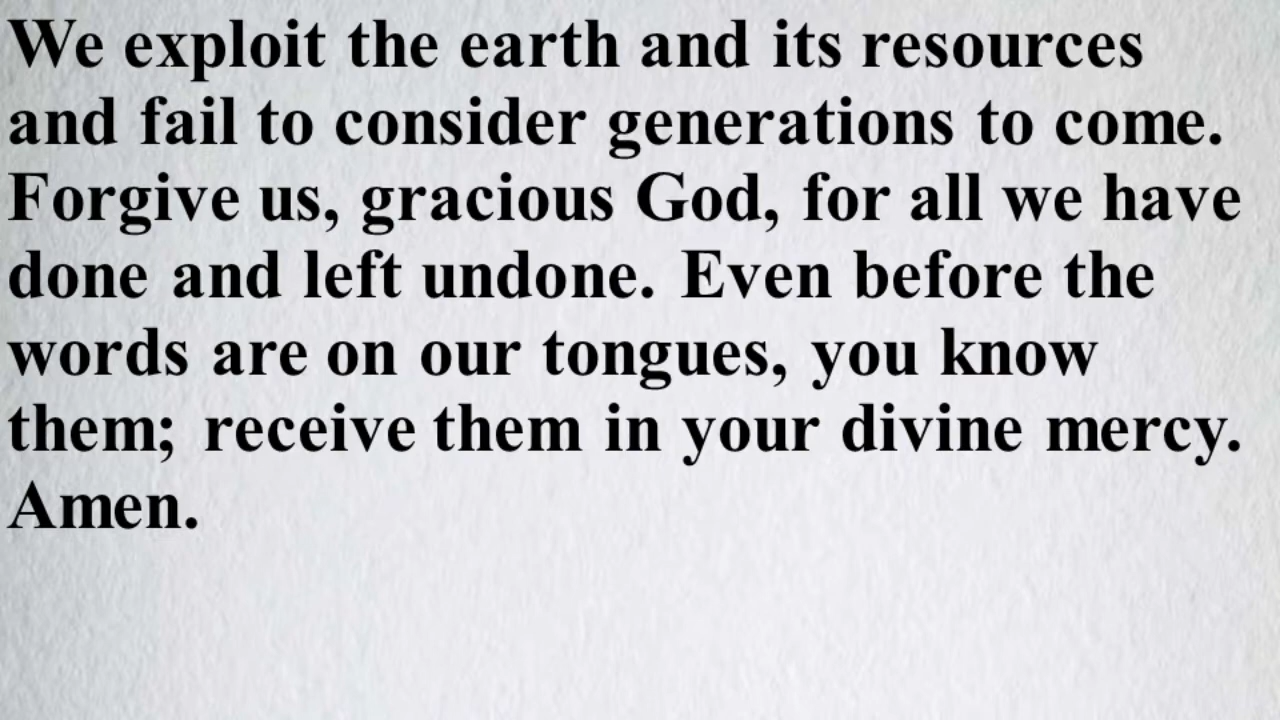 We exploit the earth and its resources
and fail to consider generations to come.
Forgive us, gracious God, for all we have
done and left undone. Even before the
words are on our tongues, you know
them; receive them in your divine mercy.
Amen.